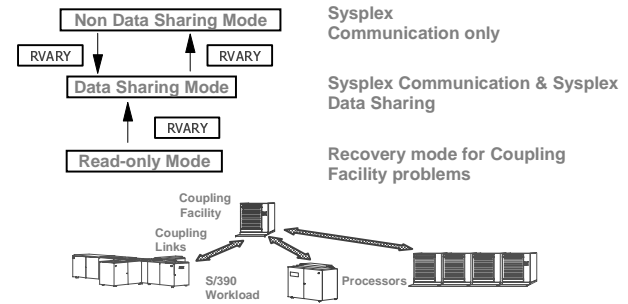 Non Data Sharing Mode
Sysplex
Communication only
RVARY
RVARY
Data Sharing Mode
Sysplex Communication & Sysplex
Data Sharing
RVARY
Read-only Mode
Recovery mode for Coupling
Facility problems
Coupling
Facility
Coupling
Links
S/390
Workload
Processors